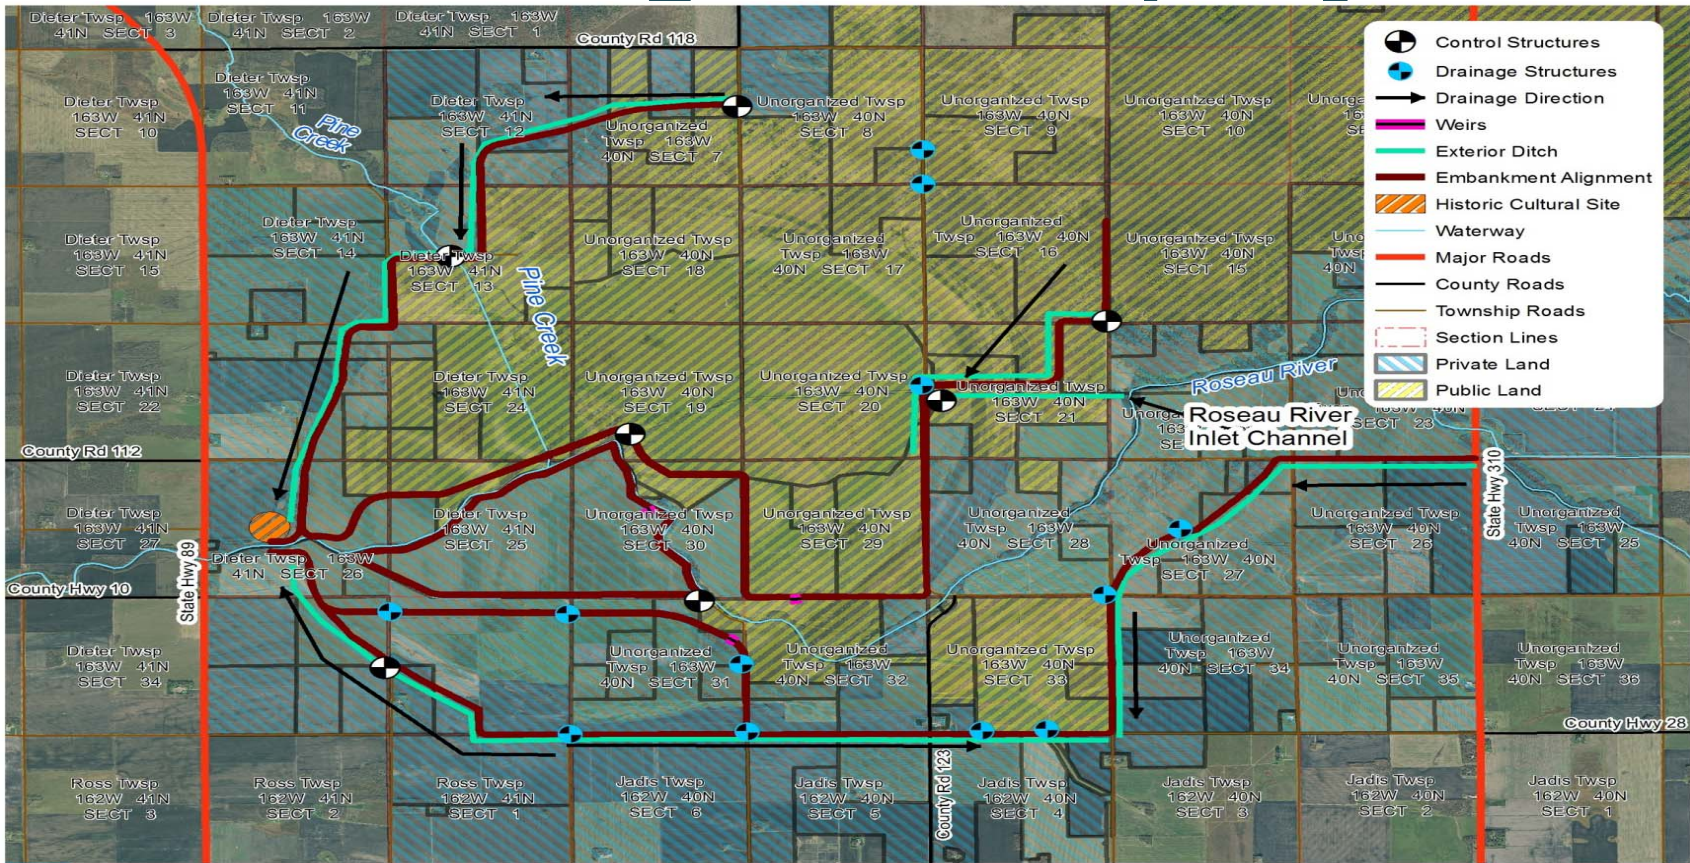 Dieter Twsp 163W
41N SECT 3
Dieter Twsp 163W
41N SECT 2
Dieter Twsp 163W
41N SECT 1
County Rd 118
Dieter Twsp
163W 41N
SECT 10
Dieter Twsp
163W 41N
SECT 11
Pine
Creek
Dieter Twsp
163W 41N
SECT 12
Unorganized
Twsp 163W
40N SECT 7
Unorganized Twsp
163W 40N
SECT 8
Unorganized Twsp
163W 40N
SECT 9
Unorganized Twsp
163W 40N
SECT 10
Control Structures
Drainage Structures
Drainage Direction
Weirs
Exterior Ditch
Embankment Alignment
Historic Cultural Site
Waterway
Major Roads
County Roads
Township Roads
Section Lines
Private Land
Public Land
Dieter Twsp
163W 41N
SECT 15
Dieter Twsp
163W 41N
SECT 14
Dieter Twsp
163W 41N
SECT 13
Unorganized Twsp
163W 40N
SECT 18
Unorganized
Twsp 163W
40N SECT 17
Unorganized
Twsp 163W 40N
SECT 16
Unorganized Twsp
163W 40N
SECT 15
Pine Creek
Dieter Twsp
163W 41N
SECT 22
Dieter Twsp
163W 41N
SECT 24
Unorganized Twsp
163W 40N
SECT 19
Unorganized Twsp
163W 40N
SECT 20
Unorganized Twsp
163W 40N
SECT 21
Roseau River
Roseau River
Inlet Channel
SECT 23
County Rd 112
State Hwy 310
Dieter Twsp
163W 41N
SECT 27
Dieter Twsp 163W
41N SECT 26
Dieter Twsp
163W 41N
SECT 25
Unorganized Twsp
163W 40N
SECT 30
Unorganized Twsp
163W 40N
SECT 29
Unorganized
Twsp 163W
40N SECT 28
Unorganized
Twsp 163W 40N
SECT 27
Unorganized Twsp
163W 40N
SECT 26
Unorganized
Twsp 163W
40N SECT 25
County Hwy 10
State Hwy 89
Dieter Twsp
163W 41N
SECT 34
Unorganized
Twsp 163W
40N SECT 31
Unorganized
Twsp 163W
40N SECT 32
Unorganized Twsp
163W 40N
SECT 33
Unorganized
Twsp 163W
40N SECT 34
Unorganized
Twsp 163W
40N SECT 35
Unorganized
Twsp 163W
40N SECT 36
County Hwy 28
County Rd 123
Ross Twsp
162W 41N
SECT 3
Ross Twsp
162W 41N
SECT 2
Ross Twsp
162W 41N
SECT 1
Jadis Twsp
162W 40N
SECT 6
Jadis Twsp
162W 40N
SECT 5
Jadis Twsp
162W 40N
SECT 4
Jadis Twsp
162W 40N
SECT 3
Jadis Twsp
162W 40N
SECT 2
Jadis Twsp
162W 40N
SECT 1